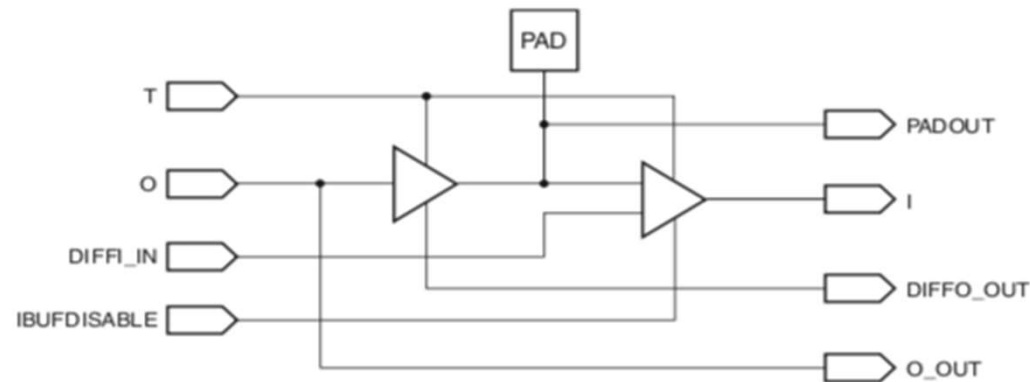 PAD
T
PADOUT
O
I
DIFFI_IN
DIFFO_OUT
IBUFDISABLE
O_OUT